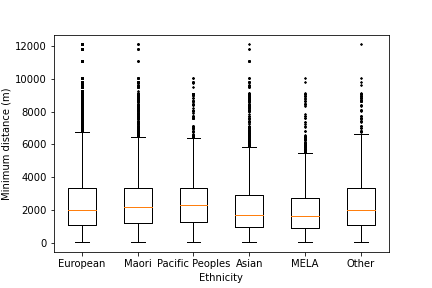 12000
10000
8000
6000
4000
2000
0
Minimum distance (m)
European Maori Pacific Peoples Asian MELA Other
Ethnicity